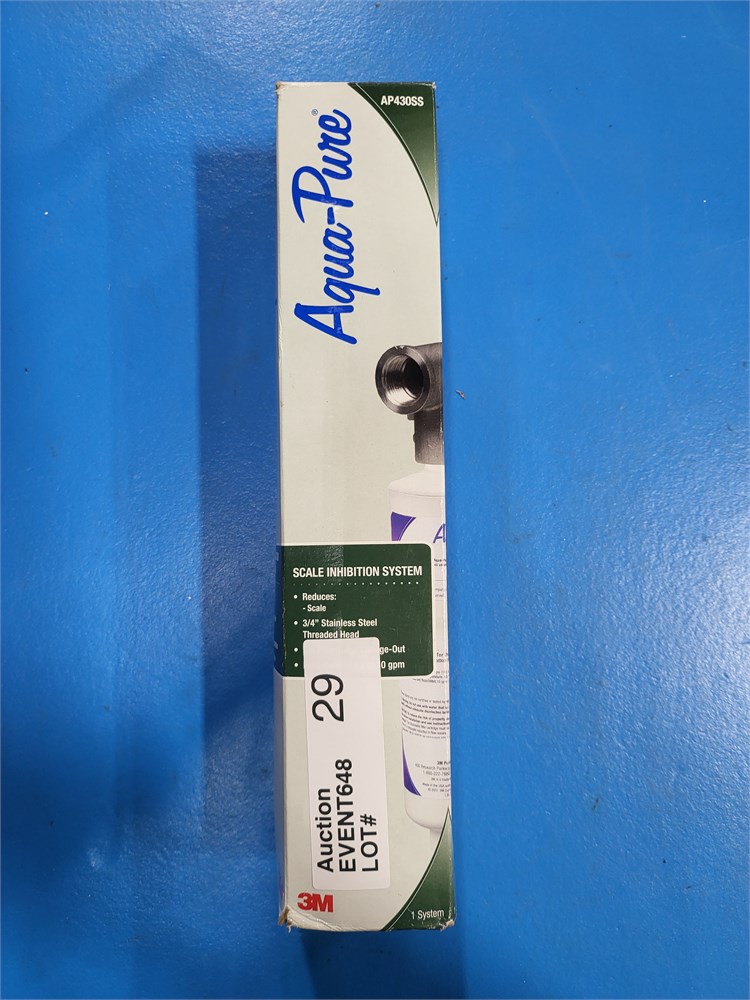 AP430SS
Aqua-Pure®
A
SCALE INHIBITION SYSTEM
• Reduces:
- Scale
• 3/4" Stainless Steel
Threaded Head
ge-Out
0 gpm
Auction 29
EVENT648
LOT#
3M
1 System